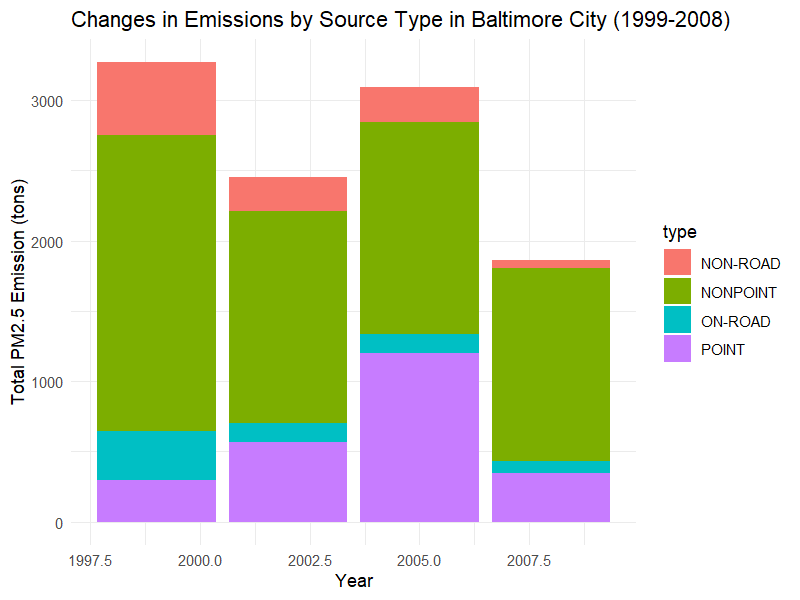 Changes in Emissions by Source Type in Baltimore City (1999-2008)
Total PM2.5 Emission (tons)
3000
2000
1000
0
1997.5 2000.0 2002.5 2005.0 2007.5
Year
type
NON-ROAD
NONPOINT
ON-ROAD
POINT